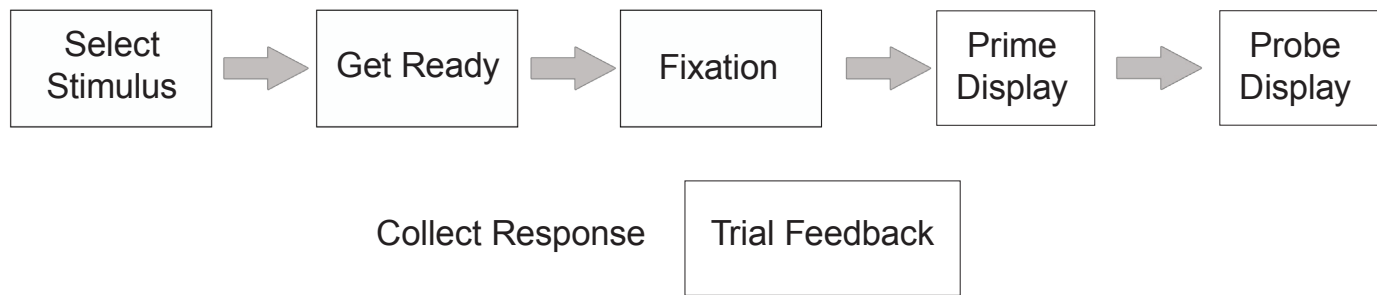 Select
Stimulus
Get Ready
Fixation
Prime
Display
Probe
Display
Collect Response
Trial Feedback